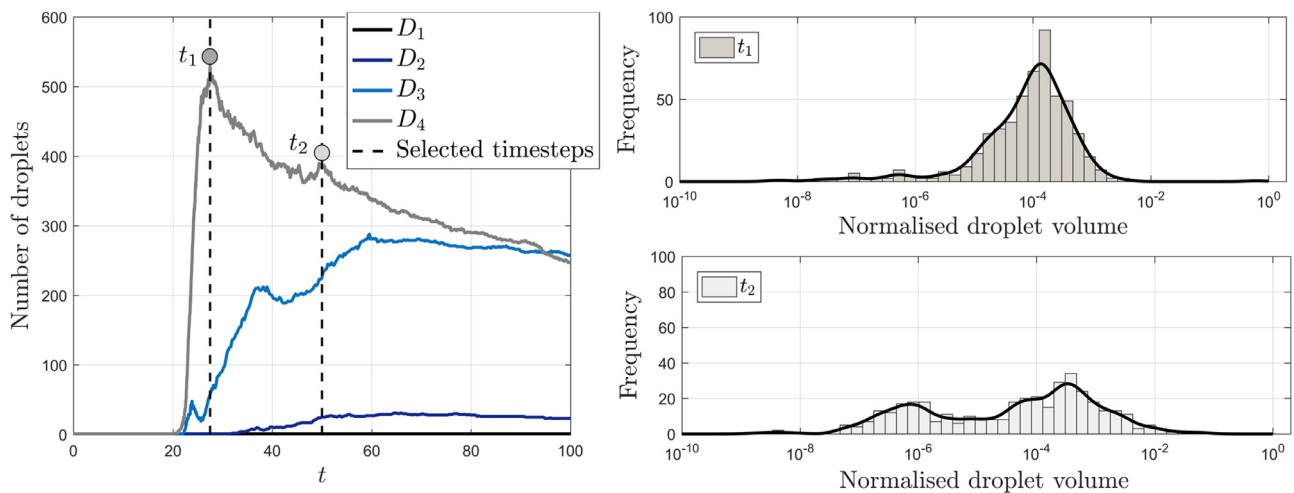 Number of droplets
600
500
400
300
200
100
0
0 20 40 60 80 100
t
t₁
t₂
D₁
D₂
D₃
D₄
Selected timesteps
Frequency
100
50
0
t₁
10⁻¹⁰ 10⁻⁸ 10⁻⁶ 10⁻⁴ 10⁻² 10⁰
Normalised droplet volume
Frequency
100
80
60
40
20
0
t₂
10⁻¹⁰ 10⁻⁸ 10⁻⁶ 10⁻⁴ 10⁻² 10⁰
Normalised droplet volume